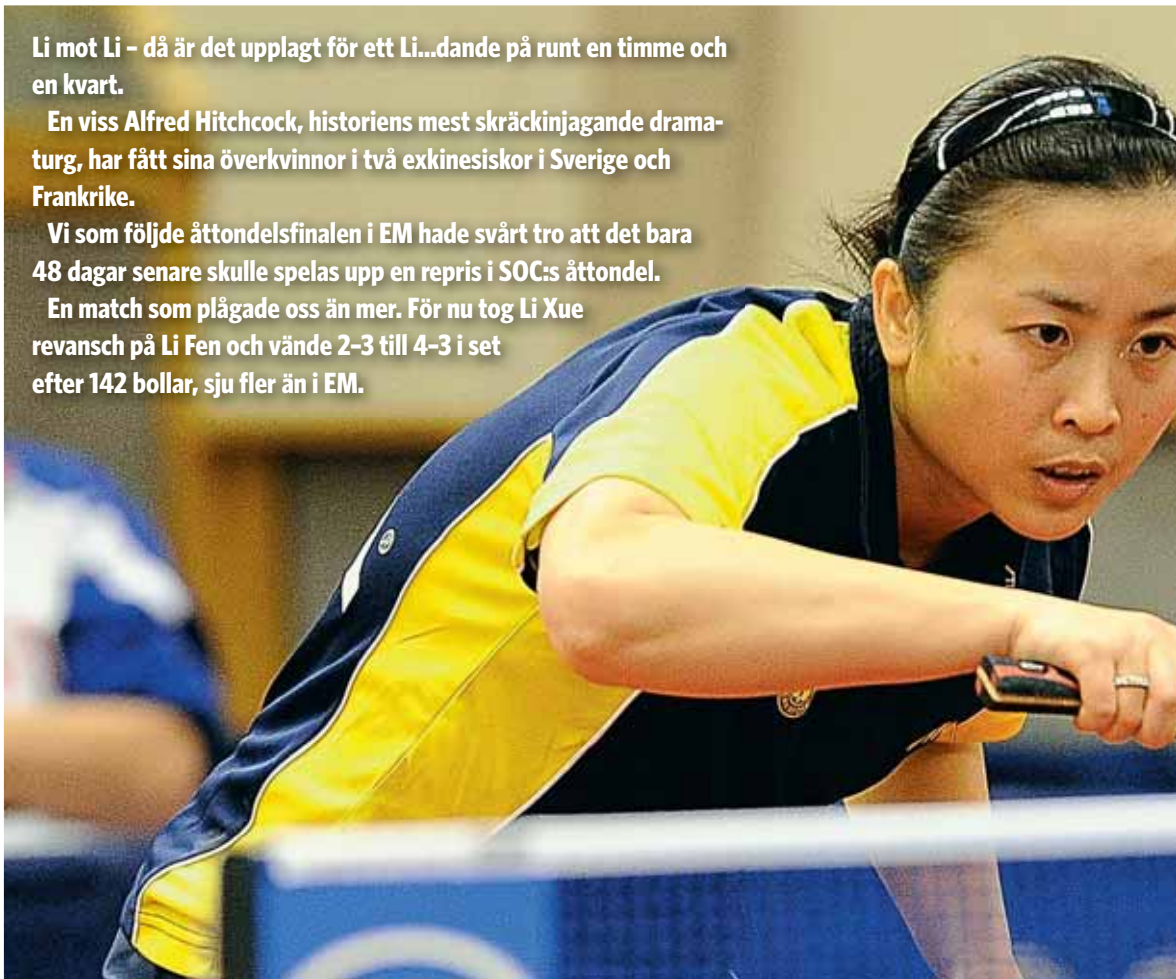 Li mot Li – då är det upplagt för ett Li...dande på runt en timme och
en kvart.
En viss Alfred Hitchcock, historiens mest skräckinjagande drama-
turg, har fått sina överkvinnor i två exkinesiskor i Sverige och
Frankrike.
Vi som följde åttondelsfinalen i EM hade svårt tro att det bara
48 dagar senare skulle spelas upp en repris i SOC:s åttondel.
En match som plågade oss än mer. För nu tog Li Xue
revansch på Li Fen och vände 2–3 till 4–3 i set
efter 142 bollar, sju fler än i EM.